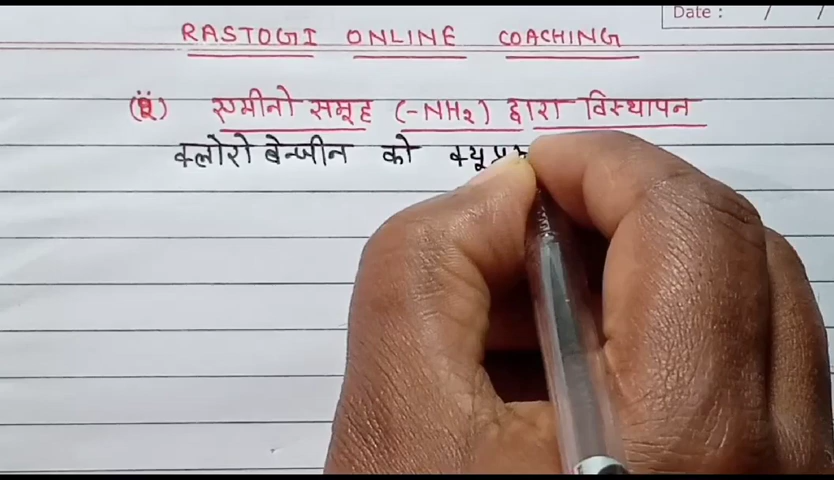 Date : / /
RASTOGI ONLINE COACHING
(ii) एमीनो समूह (-NH₂) द्वारा विस्थापन
क्लोरो बेन्जीन को